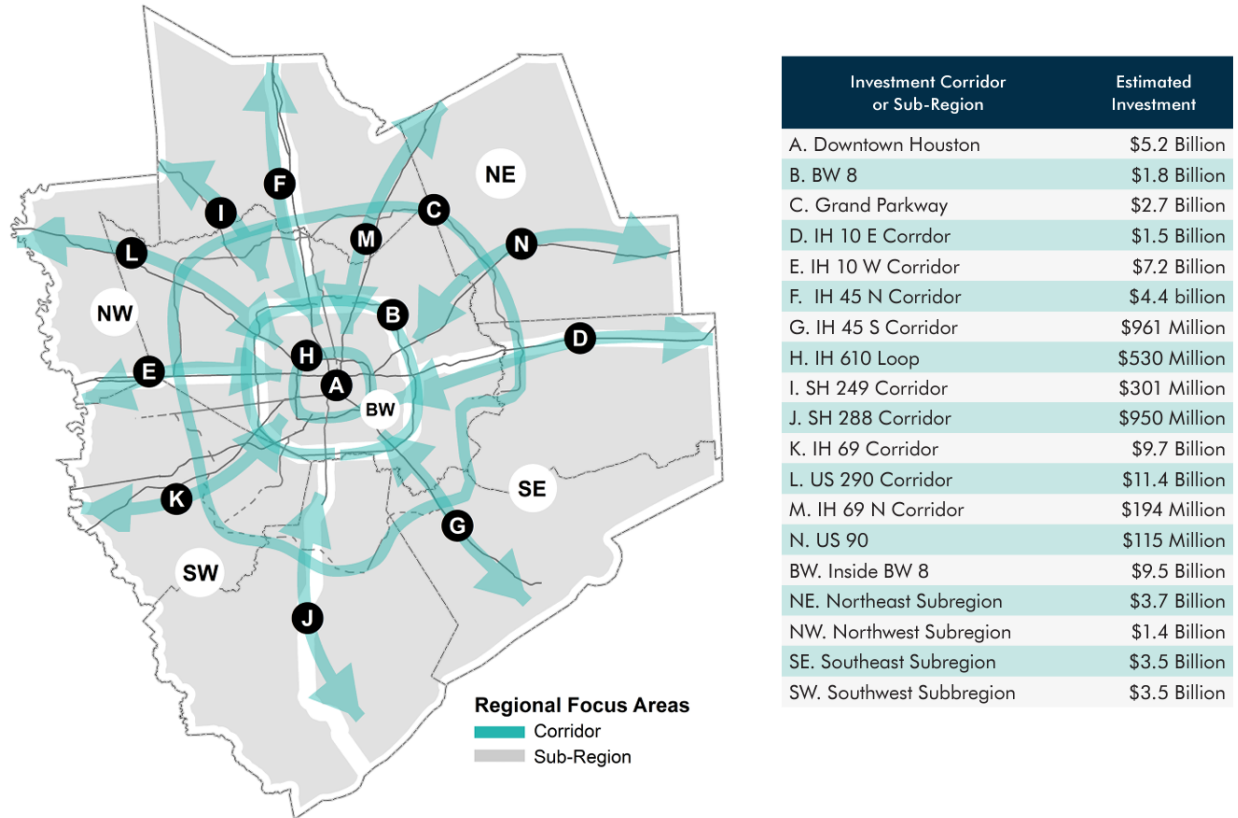 F
NE
I
C
M
L
N
NW
B
D
H
E
A
BW
K
SE
G
SW
J
Regional Focus Areas
Corridor
Sub-Region
Investment Corridor
or Sub-Region
Estimated
Investment
A. Downtown Houston $5.2 Billion
B. BW 8 $1.8 Billion
C. Grand Parkway $2.7 Billion
D. IH 10 E Corrdor $1.5 Billion
E. IH 10 W Corridor $7.2 Billion
F. IH 45 N Corridor $4.4 billion
G. IH 45 S Corridor $961 Million
H. IH 610 Loop $530 Million
I. SH 249 Corridor $301 Million
J. SH 288 Corridor $950 Million
K. IH 69 Corridor $9.7 Billion
L. US 290 Corridor $11.4 Billion
M. IH 69 N Corridor $194 Million
N. US 90 $115 Million
BW. Inside BW 8 $9.5 Billion
NE. Northeast Subregion $3.7 Billion
NW. Northwest Subregion $1.4 Billion
SE. Southeast Subregion $3.5 Billion
SW. Southwest Subbregion $3.5 Billion